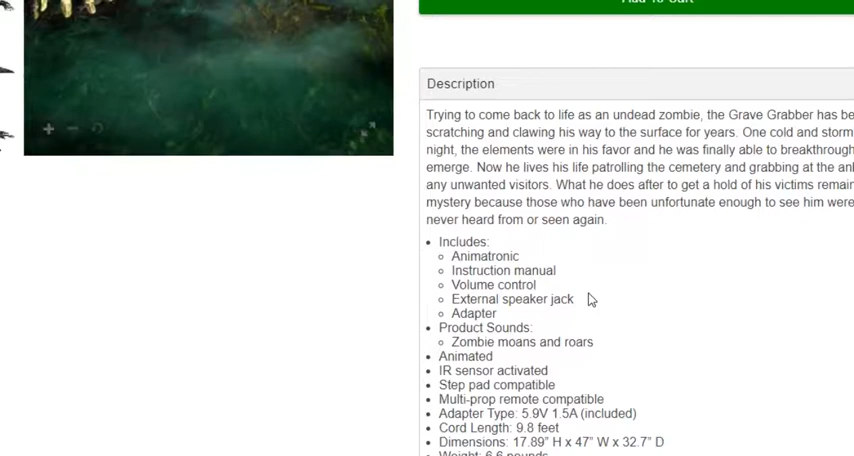 Add To Cart
Description
Trying to come back to life as an undead zombie, the Grave Grabber has be
scratching and clawing his way to the surface for years. One cold and storm
night, the elements were in his favor and he was finally able to breakthrough
emerge. Now he lives his life patrolling the cemetery and grabbing at the an
any unwanted visitors. What he does after to get a hold of his victims remain
mystery because those who have been unfortunate enough to see him were
never heard from or seen again.
Includes:
Animatronic
Instruction manual
Volume control
External speaker jack
Adapter
Product Sounds:
Zombie moans and roars
Animated
IR sensor activated
Step pad compatible
Multi-prop remote compatible
Adapter Type: 5.9V 1.5A (included)
Cord Length: 9.8 feet
Dimensions: 17.89” H x 47” W x 32.7” D
Weight: 6.6 pounds